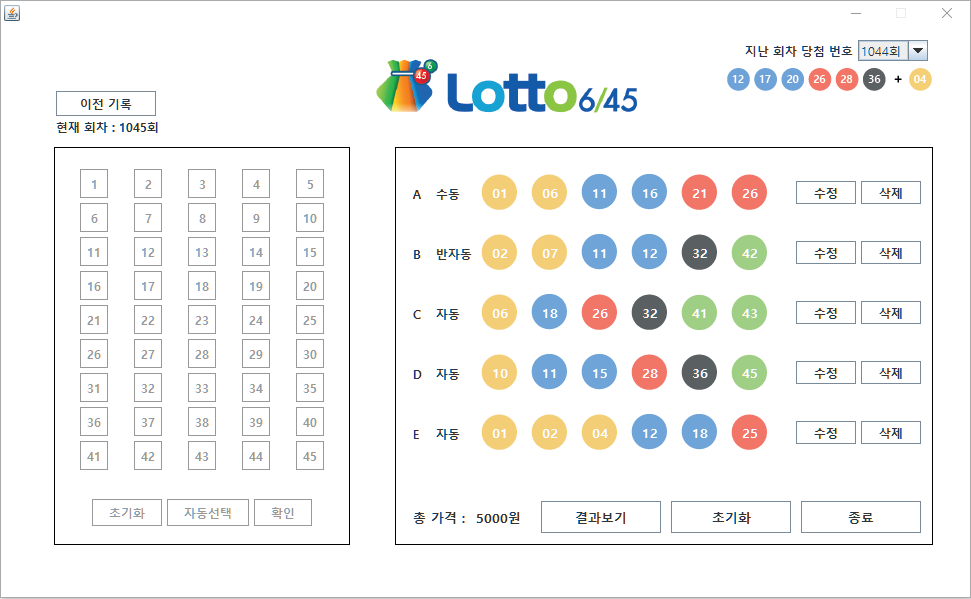 지난 회차 당첨 번호 1044회
12 17 20 26 28 36 + 04
45 6 Lotto 6/45
이전 기록
현재 회차 : 1045회
1 2 3 4 5
6 7 8 9 10
11 12 13 14 15
16 17 18 19 20
21 22 23 24 25
26 27 28 29 30
31 32 33 34 35
36 37 38 39 40
41 42 43 44 45
초기화 자동선택 확인
A 수동 01 06 11 16 21 26 수정 삭제
B 반자동 02 07 11 12 32 42 수정 삭제
C 자동 06 18 26 32 41 43 수정 삭제
D 자동 10 11 15 28 36 45 수정 삭제
E 자동 01 02 04 12 18 25 수정 삭제
총 가격 : 5000원 결과보기 초기화 종료